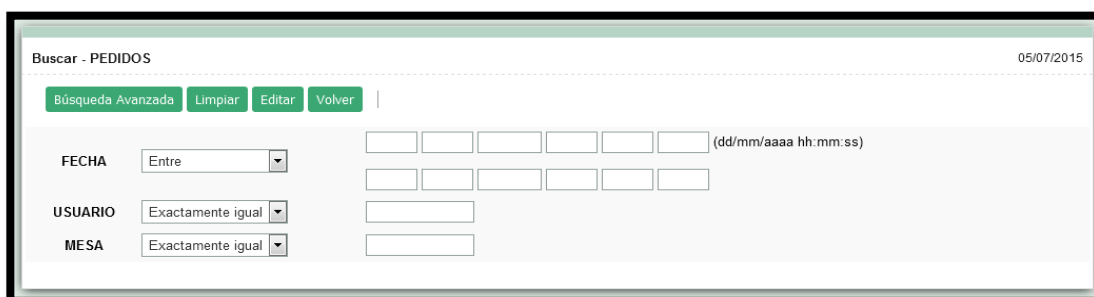 Buscar - PEDIDOS 05/07/2015
Búsqueda Avanzada Limpiar Editar Volver
FECHA Entre (dd/mm/aaaa hh:mm:ss)
USUARIO Exactamente igual
MESA Exactamente igual